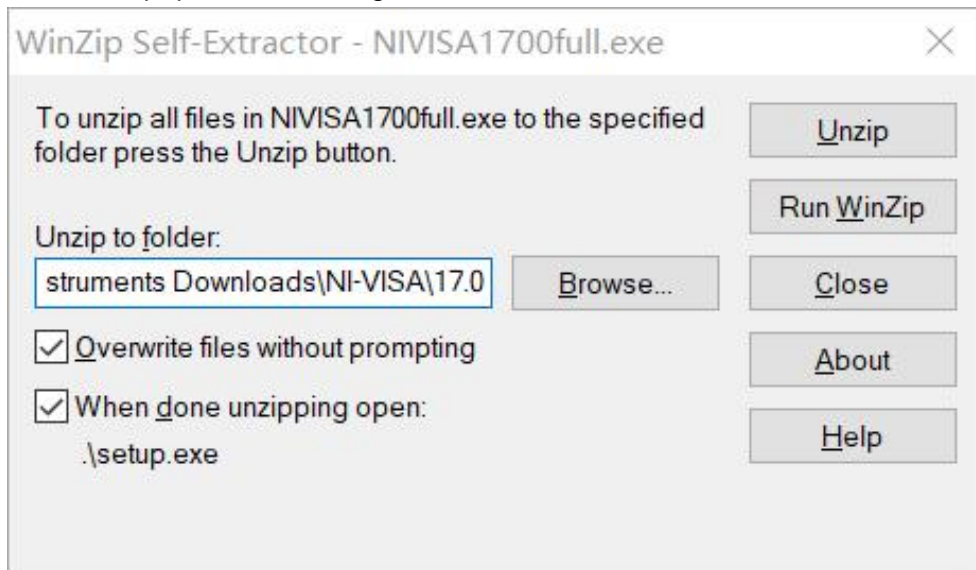 WinZip Self-Extractor - NIVISA1700full.exe
To unzip all files in NIVISA1700full.exe to the specified
folder press the Unzip button.
Unzip
Run WinZip
Unzip to folder:
struments Downloads\NI-VISA\17.0
Browse...
Close
Overwrite files without prompting
About
When done unzipping open:
.\setup.exe
Help